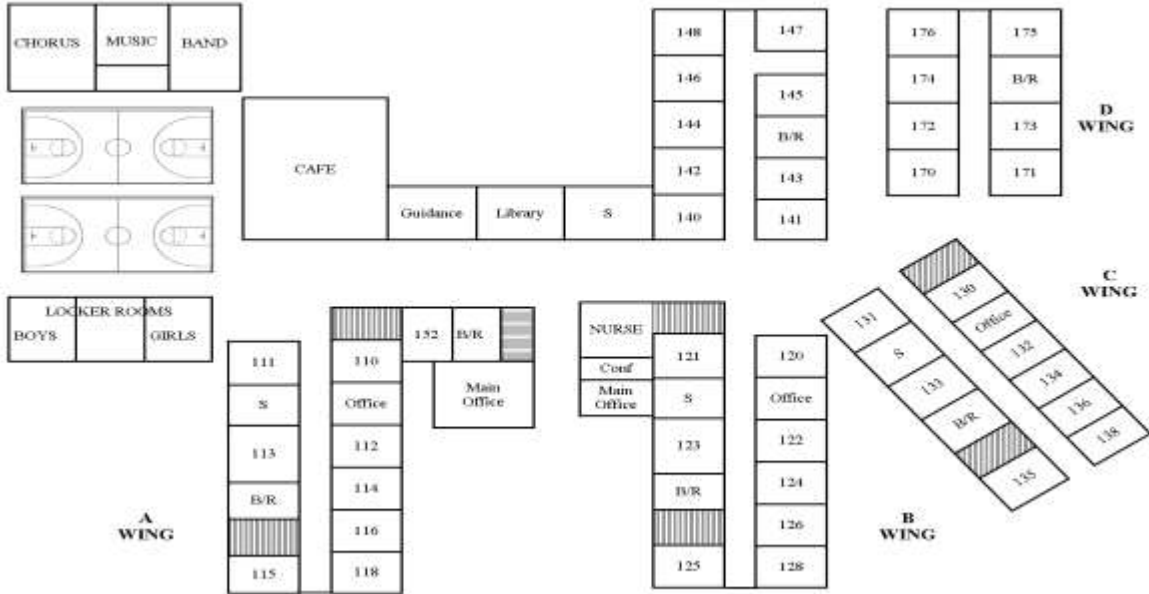 CHORUS
MUSIC
BAND
CAFE
Guidance
Library
S
148
146
144
142
140
147
145
B/R
143
141
176
174
172
170
175
B/R
173
171
D
WING
LOCKER ROOMS
BOYS
GIRLS
111
S
113
B/R
115
110
Office
112
114
116
118
132
B/R
Main
Office
A
WING
NURSE
Conf
Main
Office
121
S
123
B/R
125
120
Office
122
124
126
128
B
WING
131
S
133
B/R
135
130
Office
132
134
136
138
C
WING